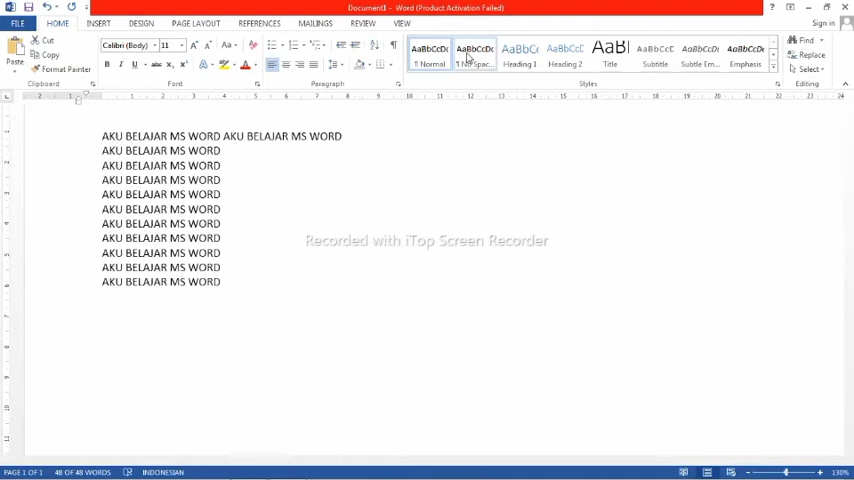 Document1 - Word (Product Activation Failed)
FILE HOME INSERT DESIGN PAGE LAYOUT REFERENCES MAILINGS REVIEW VIEW Sign in
Paste
Cut
Copy
Format Painter
Clipboard
Calibri (Body) 11
Font
Paragraph
AaBbCcDc AaBbCcDc AaBbCc AaBbCcC AaBI AaBbCcC AaBbCcDc AaBbCcDc
¶ Normal ¶ No Spac... Heading 1 Heading 2 Title Subtitle Subtle Em... Emphasis
Styles
Find
Replace
Select
Editing
AKU BELAJAR MS WORD AKU BELAJAR MS WORD
AKU BELAJAR MS WORD
AKU BELAJAR MS WORD
AKU BELAJAR MS WORD
AKU BELAJAR MS WORD
AKU BELAJAR MS WORD
AKU BELAJAR MS WORD
AKU BELAJAR MS WORD
AKU BELAJAR MS WORD
AKU BELAJAR MS WORD
AKU BELAJAR MS WORD
Recorded with iTop Screen Recorder
PAGE 1 OF 1 48 OF 48 WORDS INDONESIAN 130%